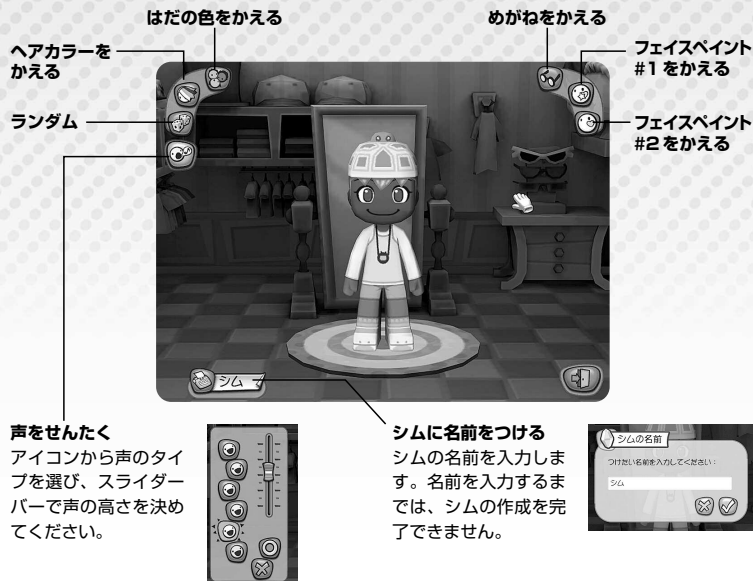 はだの色をかえる
めがねをかえる
ヘアカラーを
かえる
フェイスペイント
#1 をかえる
ランダム
フェイスペイント
#2 をかえる
シム
声をせんたく
アイコンから声のタイ
プを選び、スライダー
バーで声の高さを決め
てください。
シムに名前をつける
シムの名前を入力しま
す。名前を入力するま
では、シムの作成を完
了できません。
シムの名前
つけたい名前を入力してください：
シム